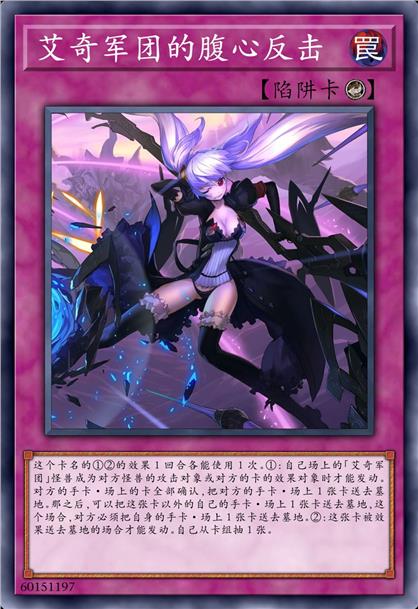 艾奇军团的腹心反击
罠
【陷阱卡】
这个卡名的①②的效果1回合各能使用1次。①:自己场上的「艾奇军
团」怪兽成为对方怪兽的攻击对象或对方的卡的效果对象时才能发动。
对方的手卡·场上的卡全部确认,把对方的手卡·场上1张卡送去墓
地。那之后,可以把这张卡以外的自己的手卡·场上1张卡送去墓地,这
个场合,对方必须把自身的手卡·场上1张卡送去墓地。②:这张卡被效
果送去墓地的场合才能发动。自己从卡组抽1张。
60151197